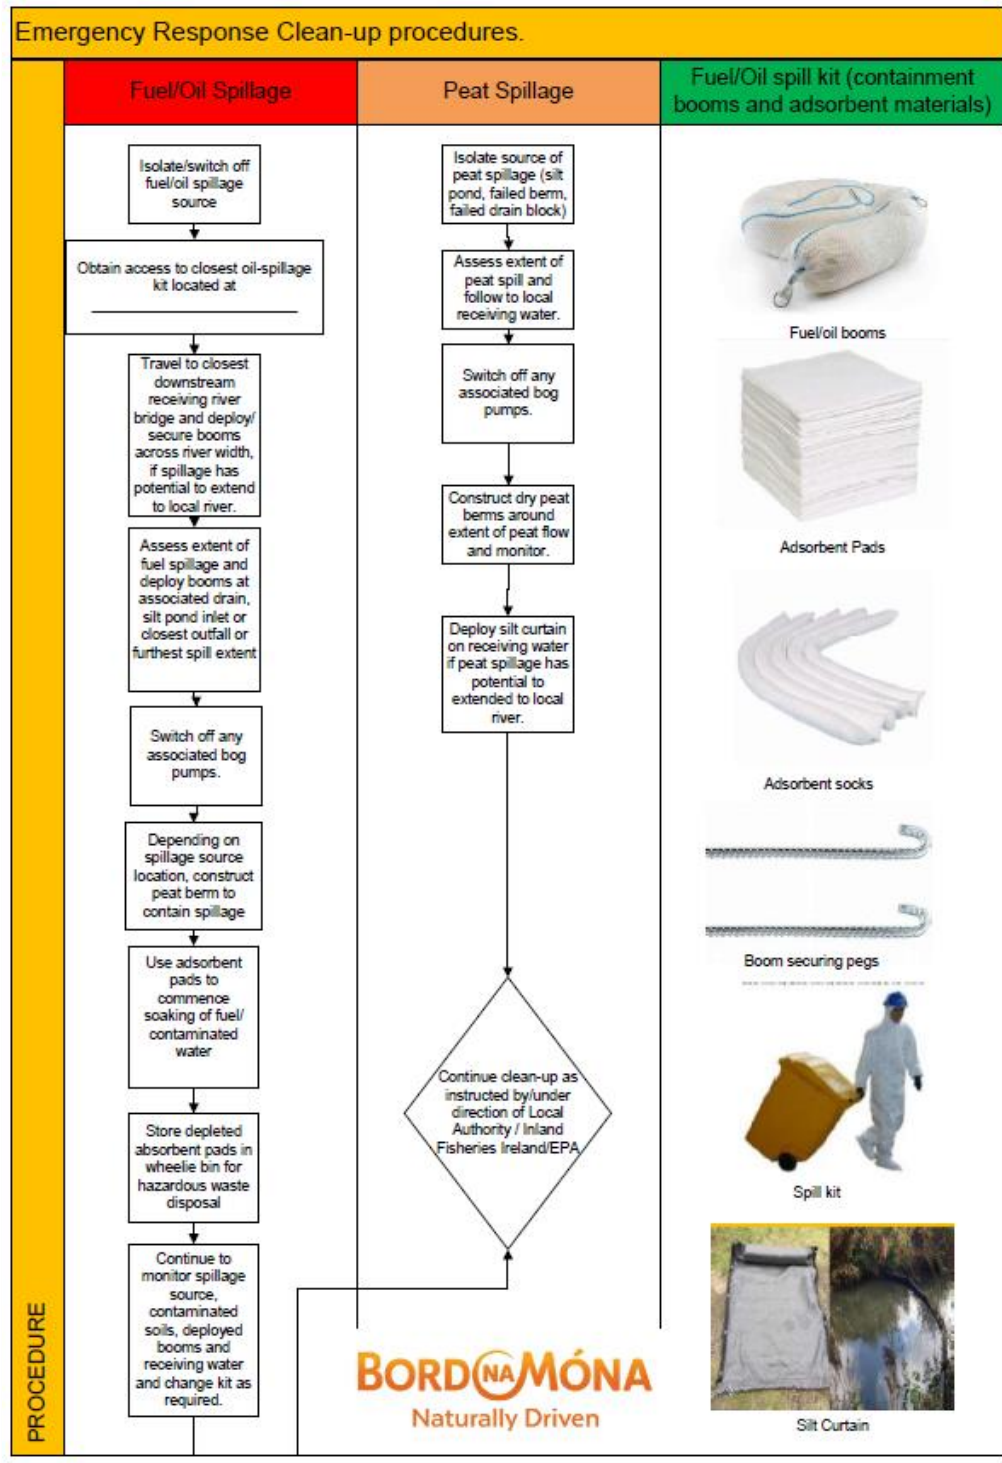 Emergency Response Clean-up procedures.
PROCEDURE
Fuel/Oil Spillage
Isolate/switch off
fuel/oil spillage
source
Obtain access to closest oil-spillage
kit located at
Travel to closest
downstream
receiving river
bridge and deploy/
secure booms
across river width,
if spillage has
potential to extend
to local river.
Assess extent of
fuel spillage and
deploy booms at
associated drain,
silt pond inlet or
closest outfall or
furthest spill extent
Switch off any
associated bog
pumps.
Depending on
spillage source
location, construct
peat berm to
contain spillage
Use adsorbent
pads to
commence
soaking of fuel/
contaminated
water
Store depleted
absorbent pads in
wheelie bin for
hazardous waste
disposal
Continue to
monitor spillage
source,
contaminated
soils, deployed
booms and
receiving water
and change kit as
required.
Peat Spillage
Isolate source of
peat spillage (silt
pond, failed berm,
failed drain block)
Assess extent of
peat spill and
follow to local
receiving water.
Switch off any
associated bog
pumps.
Construct dry peat
berms around
extent of peat flow
and monitor.
Deploy silt curtain
on receiving water
if peat spillage has
potential to
extended to local
river.
Continue clean-up as
instructed by/under
direction of Local
Authority / Inland
Fisheries Ireland/EPA
BORD NA MÓNA
Naturally Driven
Fuel/Oil spill kit (containment
booms and adsorbent materials)
Fuel/oil booms
Adsorbent Pads
Adsorbent socks
Boom securing pegs
Spill kit
Silt Curtain